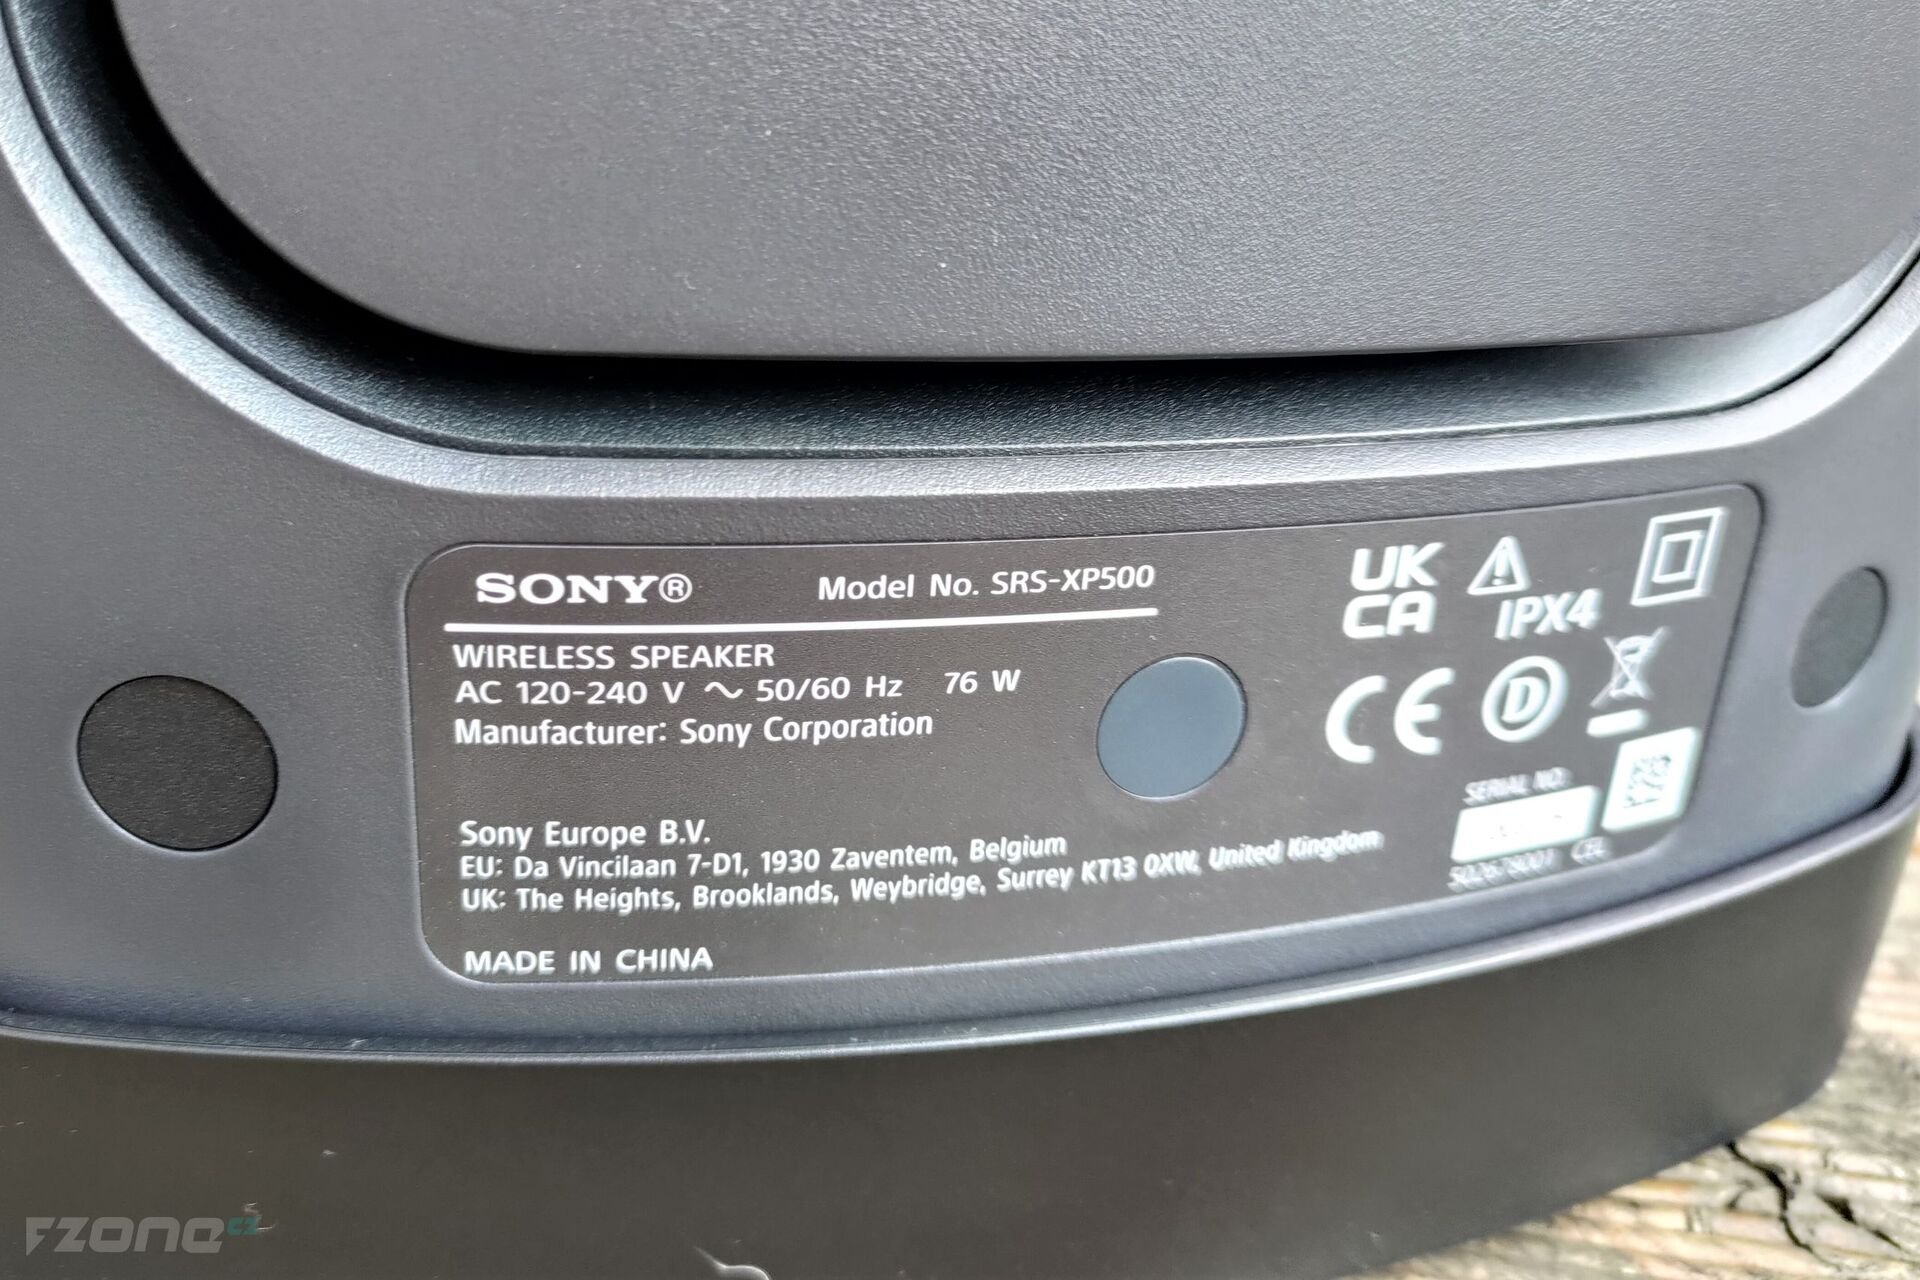 SONY® Model No. SRS-XP500
WIRELESS SPEAKER
AC 120-240 V ~ 50/60 Hz 76 W
Manufacturer: Sony Corporation
Sony Europe B.V.
EU: Da Vincilaan 7-D1, 1930 Zaventem, Belgium
UK: The Heights, Brooklands, Weybridge, Surrey KT13 0XW, United Kingdom
MADE IN CHINA
UK
CA
IPX4
CE
D
SERIAL NO.
FZONE.CZ